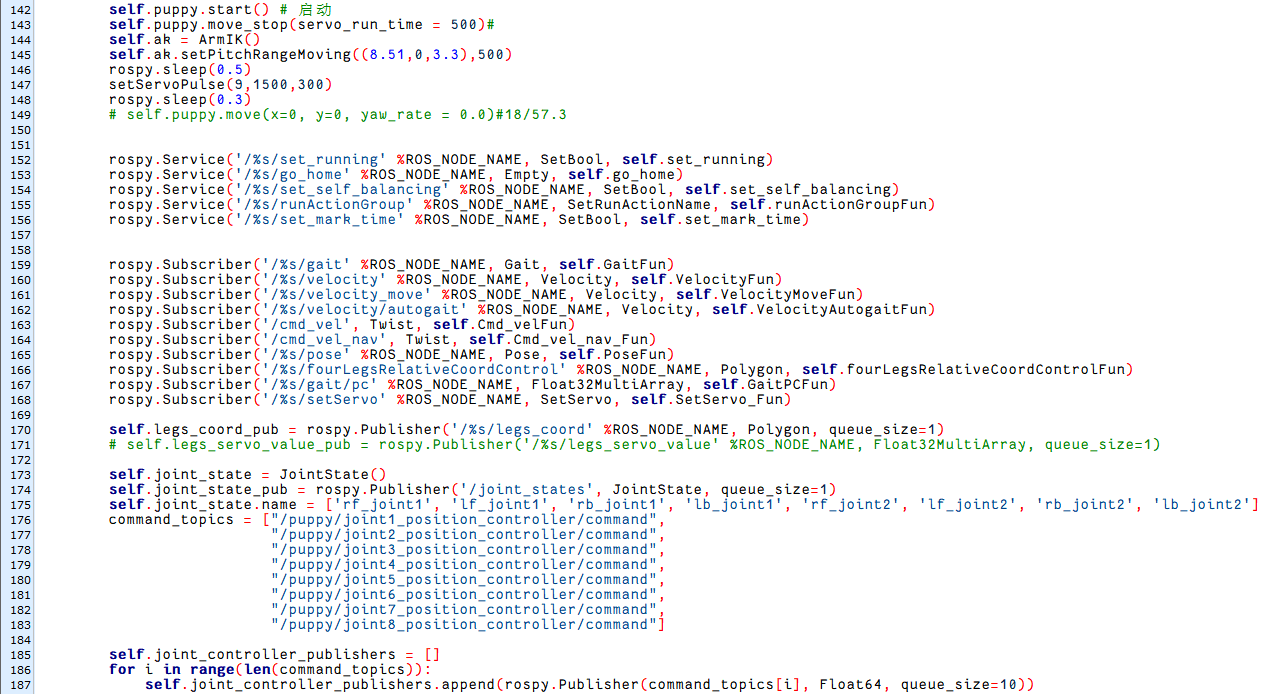 142 self.puppy.start() # 启动
143 self.puppy.move_stop(servo_run_time = 500)#
144 self.ak = ArmIK()
145 self.ak.setPitchRangeMoving((8.51,0,3.3),500)
146 rospy.sleep(0.5)
147 setServoPulse(9,1500,300)
148 rospy.sleep(0.3)
149 # self.puppy.move(x=0, y=0, yaw_rate = 0.0)#18/57.3
150
151
152 rospy.Service('/%s/set_running' %ROS_NODE_NAME, SetBool, self.set_running)
153 rospy.Service('/%s/go_home' %ROS_NODE_NAME, Empty, self.go_home)
154 rospy.Service('/%s/set_self_balancing' %ROS_NODE_NAME, SetBool, self.set_self_balancing)
155 rospy.Service('/%s/runActionGroup' %ROS_NODE_NAME, SetRunActionName, self.runActionGroupFun)
156 rospy.Service('/%s/set_mark_time' %ROS_NODE_NAME, SetBool, self.set_mark_time)
157
158
159 rospy.Subscriber('/%s/gait' %ROS_NODE_NAME, Gait, self.GaitFun)
160 rospy.Subscriber('/%s/velocity' %ROS_NODE_NAME, Velocity, self.VelocityFun)
161 rospy.Subscriber('/%s/velocity_move' %ROS_NODE_NAME, Velocity, self.VelocityMoveFun)
162 rospy.Subscriber('/%s/velocity/autogait' %ROS_NODE_NAME, Velocity, self.VelocityAutogaitFun)
163 rospy.Subscriber('/cmd_vel', Twist, self.Cmd_velFun)
164 rospy.Subscriber('/cmd_vel_nav', Twist, self.Cmd_vel_nav_Fun)
165 rospy.Subscriber('/%s/pose' %ROS_NODE_NAME, Pose, self.PoseFun)
166 rospy.Subscriber('/%s/fourLegsRelativeCoordControl' %ROS_NODE_NAME, Polygon, self.fourLegsRelativeCoordControlFun)
167 rospy.Subscriber('/%s/gait/pc' %ROS_NODE_NAME, Float32MultiArray, self.GaitPCFun)
168 rospy.Subscriber('/%s/setServo' %ROS_NODE_NAME, SetServo, self.SetServo_Fun)
169
170 self.legs_coord_pub = rospy.Publisher('/%s/legs_coord' %ROS_NODE_NAME, Polygon, queue_size=1)
171 # self.legs_servo_value_pub = rospy.Publisher('/%s/legs_servo_value' %ROS_NODE_NAME, Float32MultiArray, queue_size=1)
172
173 self.joint_state = JointState()
174 self.joint_state_pub = rospy.Publisher('/joint_states', JointState, queue_size=1)
175 self.joint_state.name = ['rf_joint1', 'lf_joint1', 'rb_joint1', 'lb_joint1', 'rf_joint2', 'lf_joint2', 'rb_joint2', 'lb_joint2']
176 command_topics = ["/puppy/joint1_position_controller/command",
177 "/puppy/joint2_position_controller/command",
178 "/puppy/joint3_position_controller/command",
179 "/puppy/joint4_position_controller/command",
180 "/puppy/joint5_position_controller/command",
181 "/puppy/joint6_position_controller/command",
182 "/puppy/joint7_position_controller/command",
183 "/puppy/joint8_position_controller/command"]
184
185 self.joint_controller_publishers = []
186 for i in range(len(command_topics)):
187 self.joint_controller_publishers.append(rospy.Publisher(command_topics[i], Float64, queue_size=10))